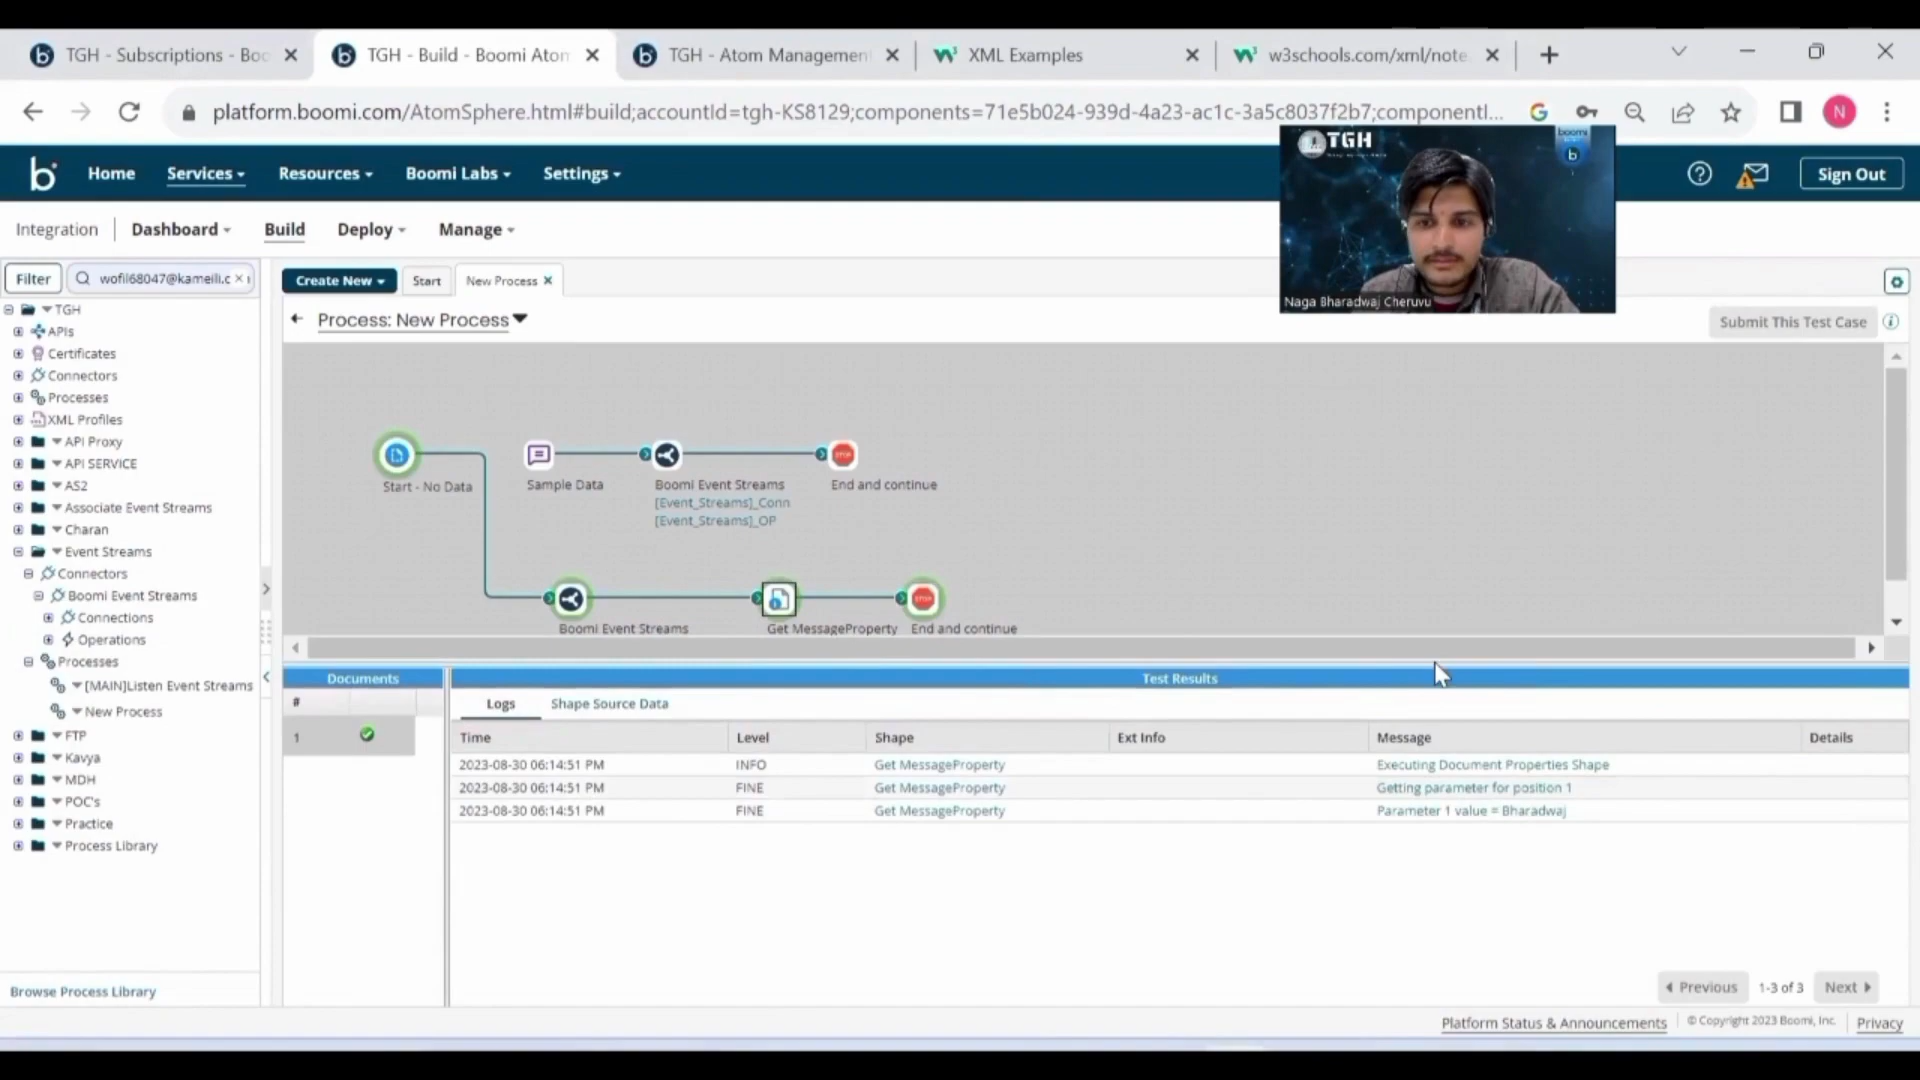 TGH - Subscriptions - Boo
TGH - Build - Boomi Atom
TGH - Atom Management
XML Examples
w3schools.com/xml/note.
platform.boomi.com/AtomSphere.html#build;accountId=tgh-KS8129;components=71e5b024-939d-4a23-ac1c-3a5c8037f2b7;componentI...
N
Home
Services
Resources
Boomi Labs
Settings
Sign Out
TGH
boomi
Naga Bharadwaj Cheruvu
Integration
Dashboard
Build
Deploy
Manage
Filter
wofil68047@kameili.c
Create New
Start
New Process
Process: New Process
Submit This Test Case
TGH
APIs
Certificates
Connectors
Processes
XML Profiles
API Proxy
API SERVICE
AS2
Associate Event Streams
Charan
Event Streams
Connectors
Boomi Event Streams
Connections
Operations
Processes
[MAIN]Listen Event Streams
New Process
FTP
Kavya
MDH
POC's
Practice
Process Library
Browse Process Library
Start - No Data
Sample Data
Boomi Event Streams
[Event_Streams]_Conn
[Event_Streams]_OP
STOP
End and continue
Boomi Event Streams
Get MessageProperty
STOP
End and continue
Documents
#
1
Test Results
Logs
Shape Source Data
Time Level Shape Ext Info Message Details
2023-08-30 06:14:51 PM INFO Get MessageProperty Executing Document Properties Shape
2023-08-30 06:14:51 PM FINE Get MessageProperty Getting parameter for position 1
2023-08-30 06:14:51 PM FINE Get MessageProperty Parameter 1 value = Bharadwaj
Previous
1-3 of 3
Next
Platform Status & Announcements
© Copyright 2023 Boomi, Inc.
Privacy